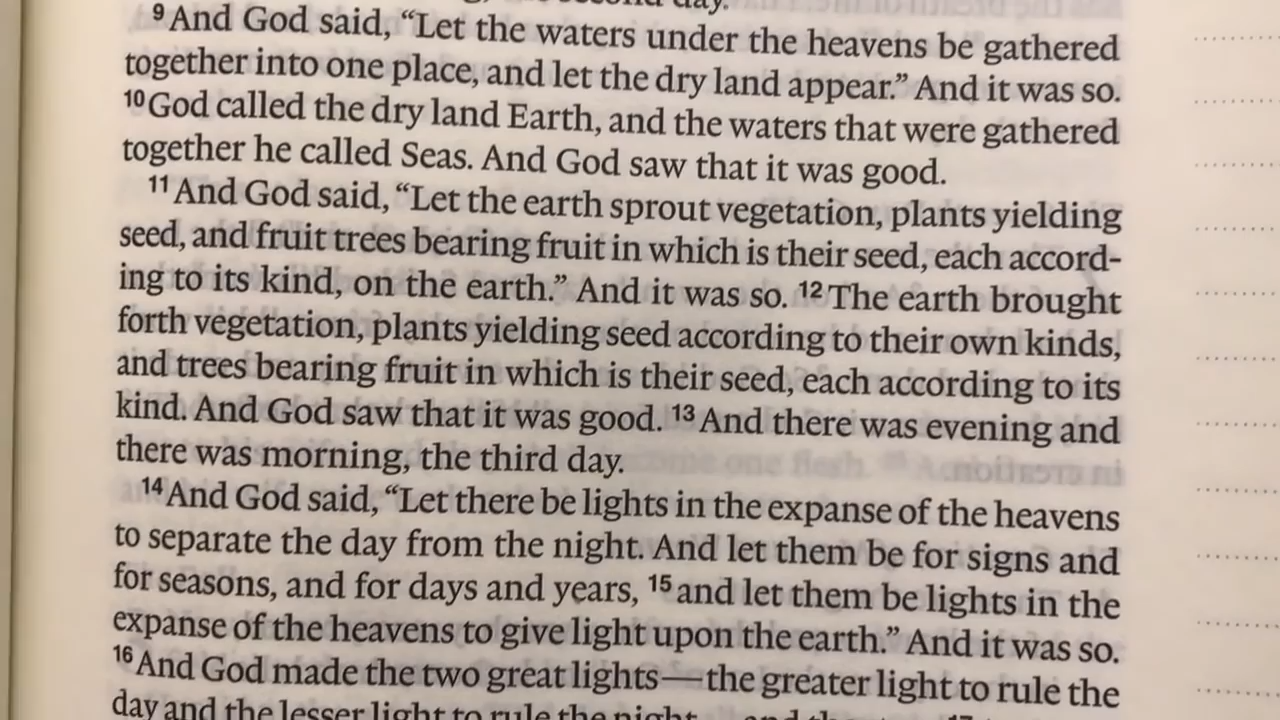 day.
⁹And God said, “Let the waters under the heavens be gathered
together into one place, and let the dry land appear.” And it was so.
¹⁰God called the dry land Earth, and the waters that were gathered
together he called Seas. And God saw that it was good.
¹¹And God said, “Let the earth sprout vegetation, plants yielding
seed, and fruit trees bearing fruit in which is their seed, each accord-
ing to its kind, on the earth.” And it was so. ¹²The earth brought
forth vegetation, plants yielding seed according to their own kinds,
and trees bearing fruit in which is their seed, each according to its
kind. And God saw that it was good. ¹³And there was evening and
there was morning, the third day.
¹⁴And God said, “Let there be lights in the expanse of the heavens
to separate the day from the night. And let them be for signs and
for seasons, and for days and years, ¹⁵and let them be lights in the
expanse of the heavens to give light upon the earth.” And it was so.
¹⁶And God made the two great lights—the greater light to rule the
day and the lesser light to rule the night